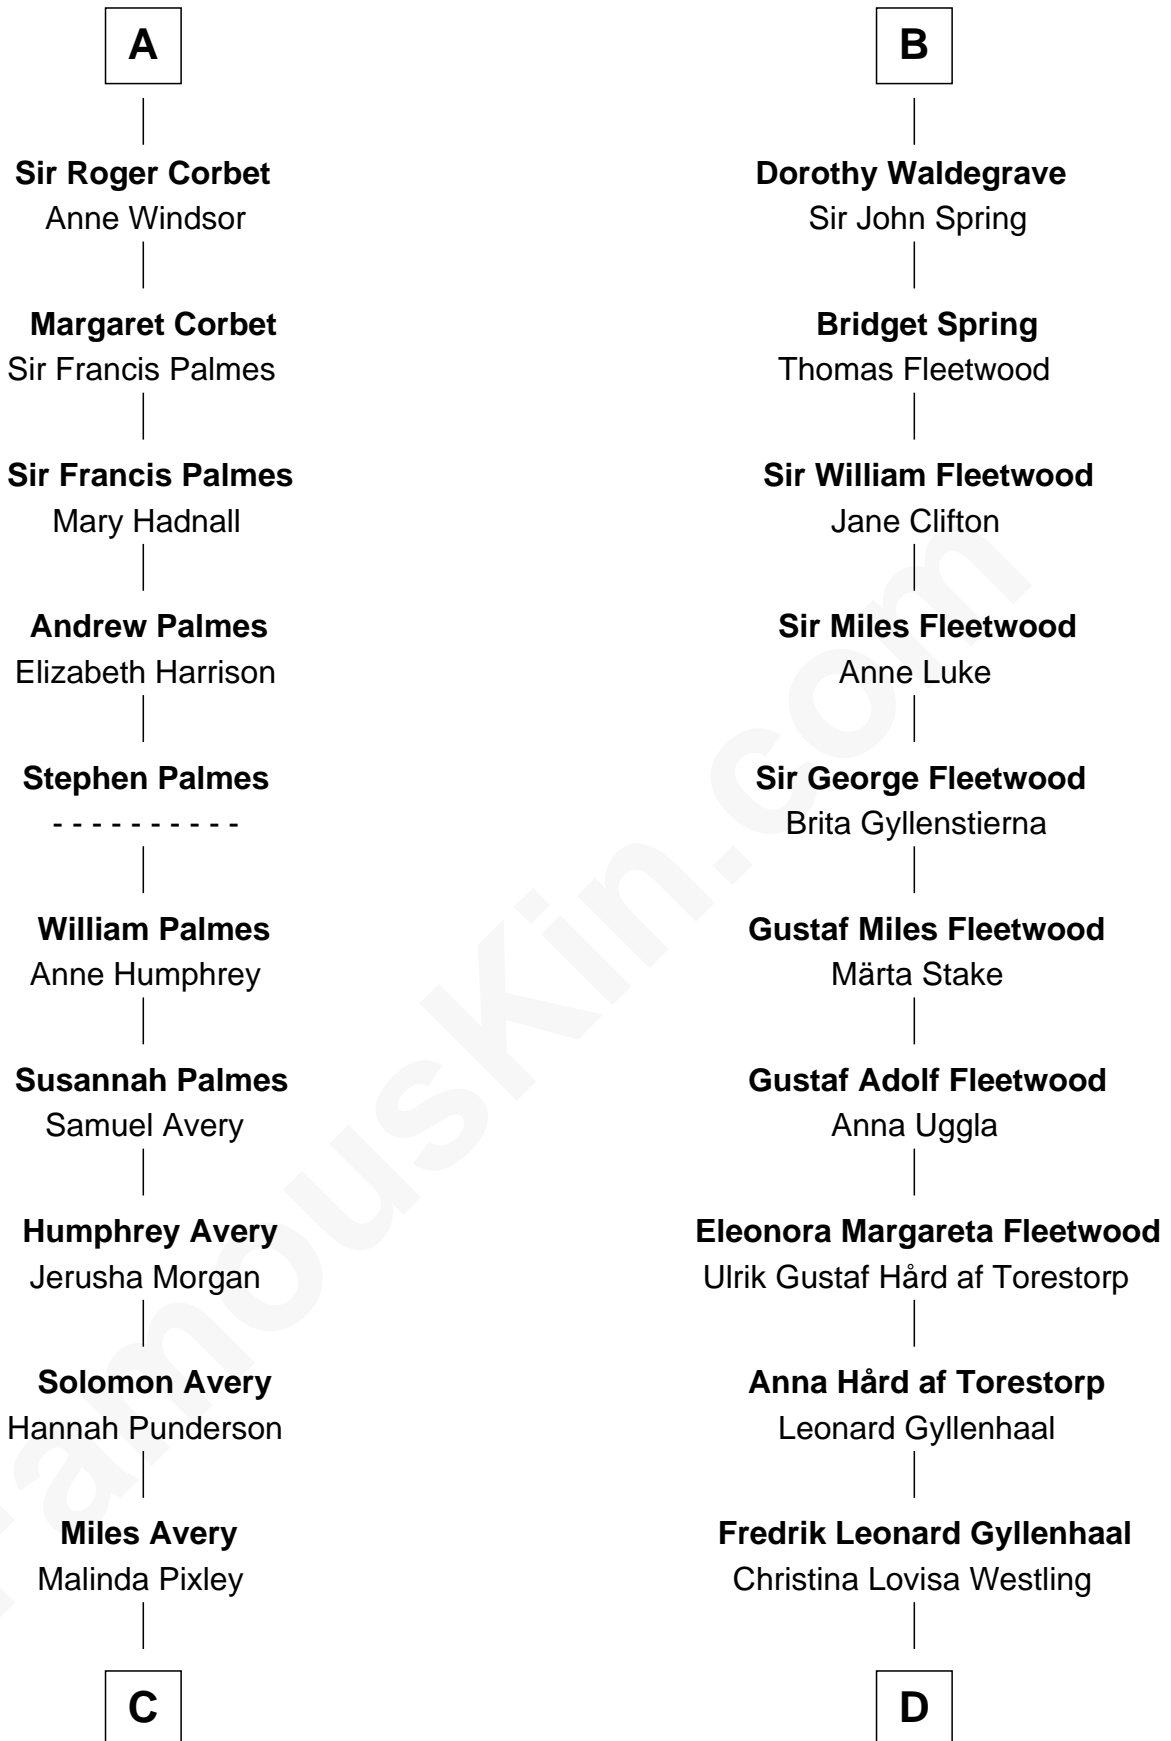 A
Sir Roger Corbet
Anne Windsor
Margaret Corbet
Sir Francis Palmes
Sir Francis Palmes
Mary Hadnall
Andrew Palmes
Elizabeth Harrison
Stephen Palmes
- - - - - - - - - -
William Palmes
Anne Humphrey
Susannah Palmes
Samuel Avery
Humphrey Avery
Jerusha Morgan
Solomon Avery
Hannah Punderson
Miles Avery
Malinda Pixley
C
B
Dorothy Waldegrave
Sir John Spring
Bridget Spring
Thomas Fleetwood
Sir William Fleetwood
Jane Clifton
Sir Miles Fleetwood
Anne Luke
Sir George Fleetwood
Brita Gyllenstierna
Gustaf Miles Fleetwood
Märta Stake
Gustaf Adolf Fleetwood
Anna Uggla
Eleonora Margareta Fleetwood
Ulrik Gustaf Hård af Torestorp
Anna Hård af Torestorp
Leonard Gyllenhaal
Fredrik Leonard Gyllenhaal
Christina Lovisa Westling
D
FamousKin.com